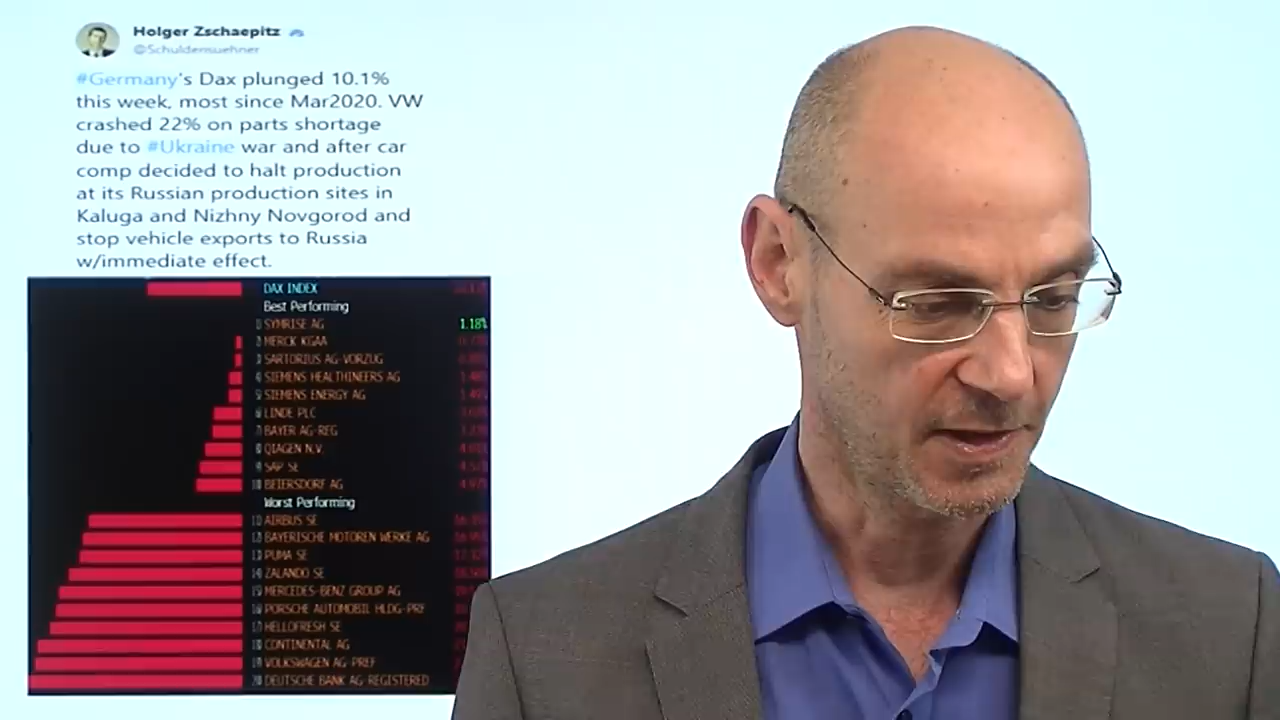 Holger Zschaepitz
@Schuldensuehner
#Germany's Dax plunged 10.1%
this week, most since Mar2020. VW
crashed 22% on parts shortage
due to #Ukraine war and after car
comp decided to halt production
at its Russian production sites in
Kaluga and Nizhny Novgorod and
stop vehicle exports to Russia
w/immediate effect.
DAX INDEX
Best Performing
1) SYMRISE AG 1.18%
2) MERCK KGAA
3) SARTORIUS AG-VORZUG
4) SIEMENS HEALTHINEERS AG
5) SIEMENS ENERGY AG
6) LINDE PLC
7) BAYER AG-REG
8) QIAGEN N.V.
9) SAP SE
10) BEIERSDORF AG
Worst Performing
11) AIRBUS SE
12) BAYERISCHE MOTOREN WERKE AG
13) PUMA SE
14) ZALANDO SE
15) MERCEDES-BENZ GROUP AG
16) PORSCHE AUTOMOBIL HLDG-PRF
17) HELLOFRESH SE
18) CONTINENTAL AG
19) VOLKSWAGEN AG-PREF
20) DEUTSCHE BANK AG-REGISTERED